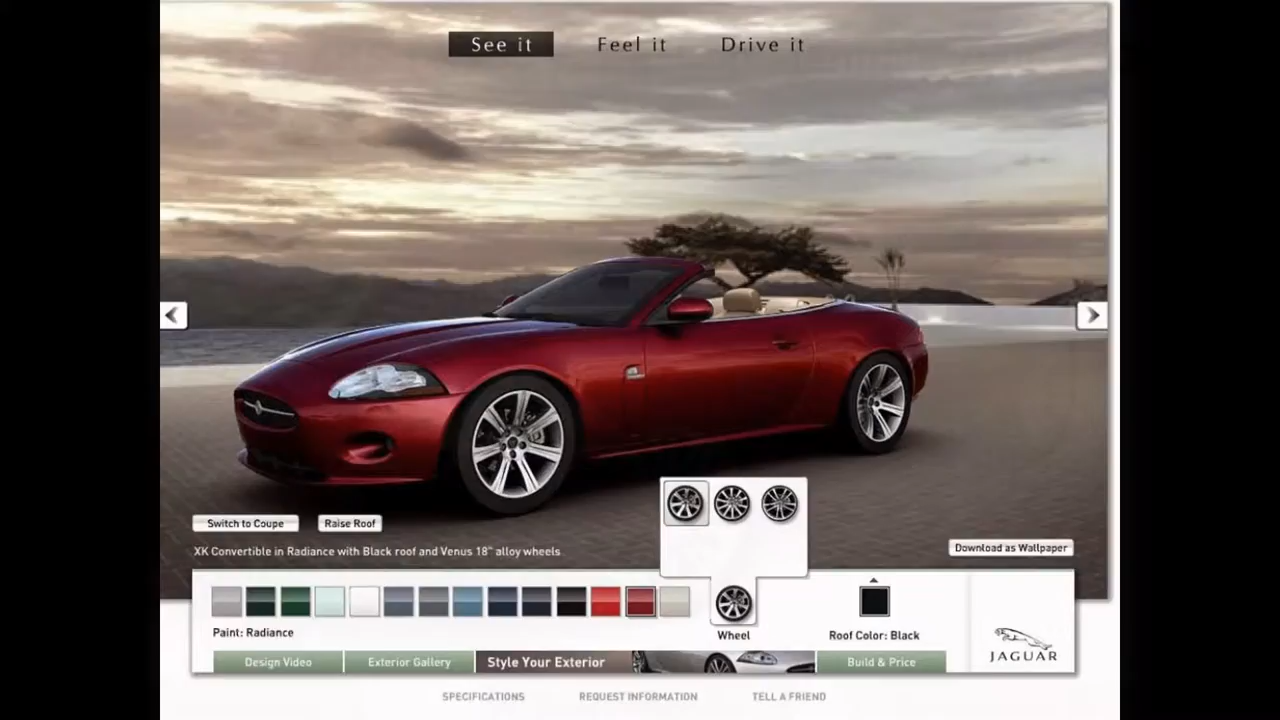 See it
Feel it
Drive it
Switch to Coupe
Raise Roof
XK Convertible in Radiance with Black roof and Venus 18" alloy wheels
Download as Wallpaper
Paint: Radiance
Wheel
Roof Color: Black
JAGUAR
Design Video
Exterior Gallery
Style Your Exterior
Build & Price
SPECIFICATIONS
REQUEST INFORMATION
TELL A FRIEND